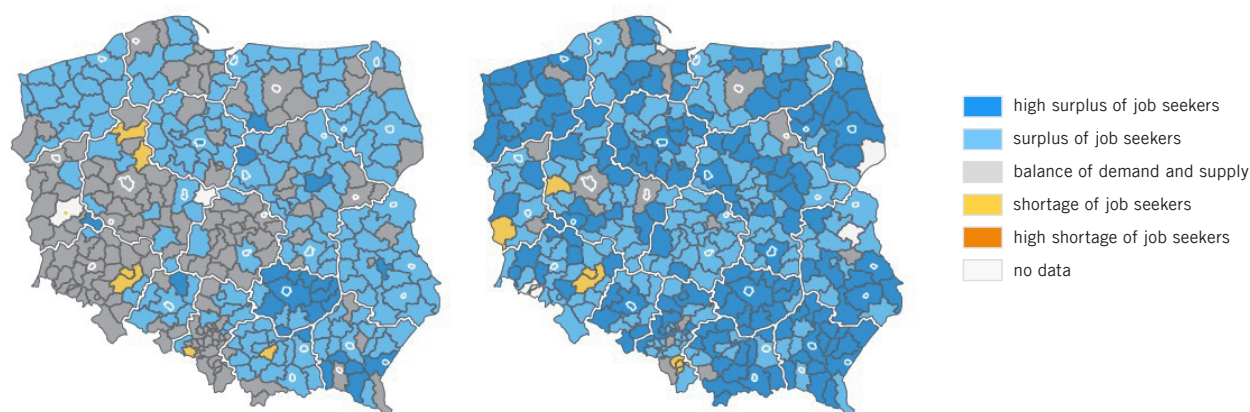 high surplus of job seekers
surplus of job seekers
balance of demand and supply
shortage of job seekers
high shortage of job seekers
no data